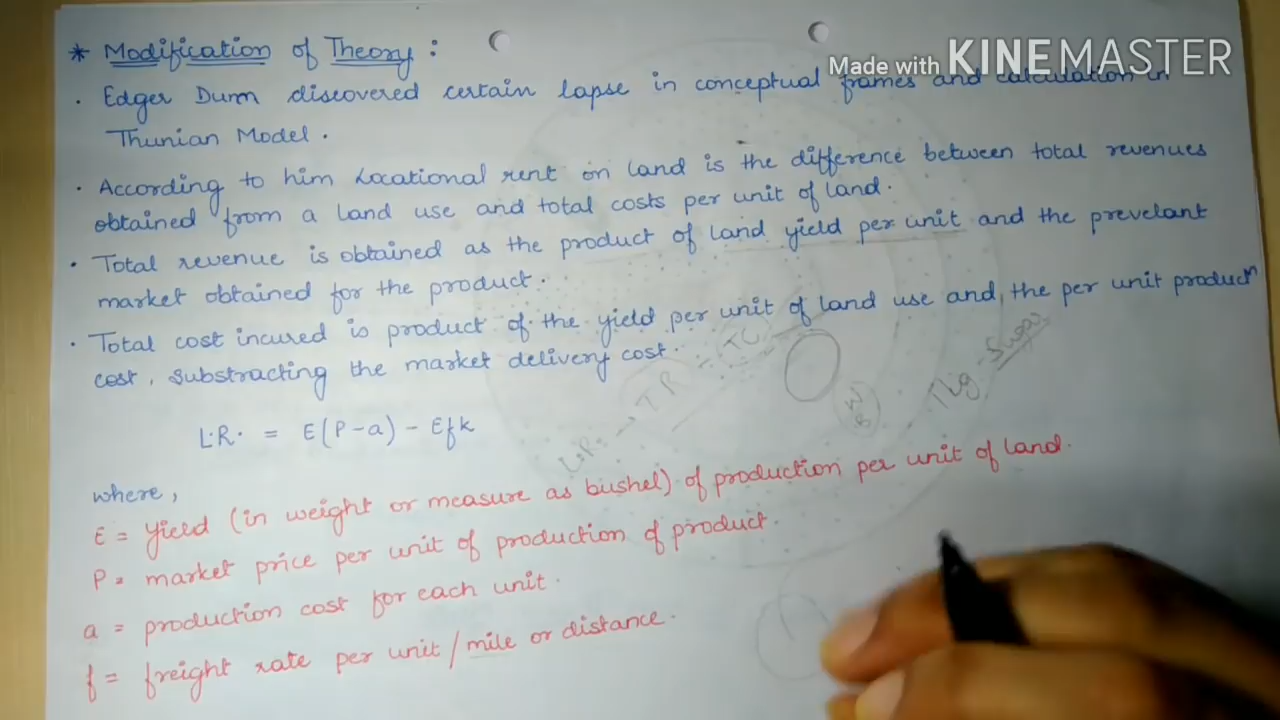 Made with KINEMASTER
* Modification of Theory :
. Edger Dunn discovered certain lapse in conceptual frames and calculation in
Thunian Model .
. According to him Locational rent on land is the difference between total revenues
obtained from a land use and total costs per unit of land.
. Total revenue is obtained as the product of land yield per unit and the prevelant
market obtained for the product.
. Total cost incured is product of the yield per unit of land use and the per unit productn
cost, substracting the market delivery cost.
L.R. = E(P-a) - Efk
where,
E = yield (in weight or measure as bushel) of production per unit of land.
P = market price per unit of production of product.
a = production cost for each unit.
f = freight rate per unit/mile or distance.
L.R. → TR - TC
W
B
Sugar